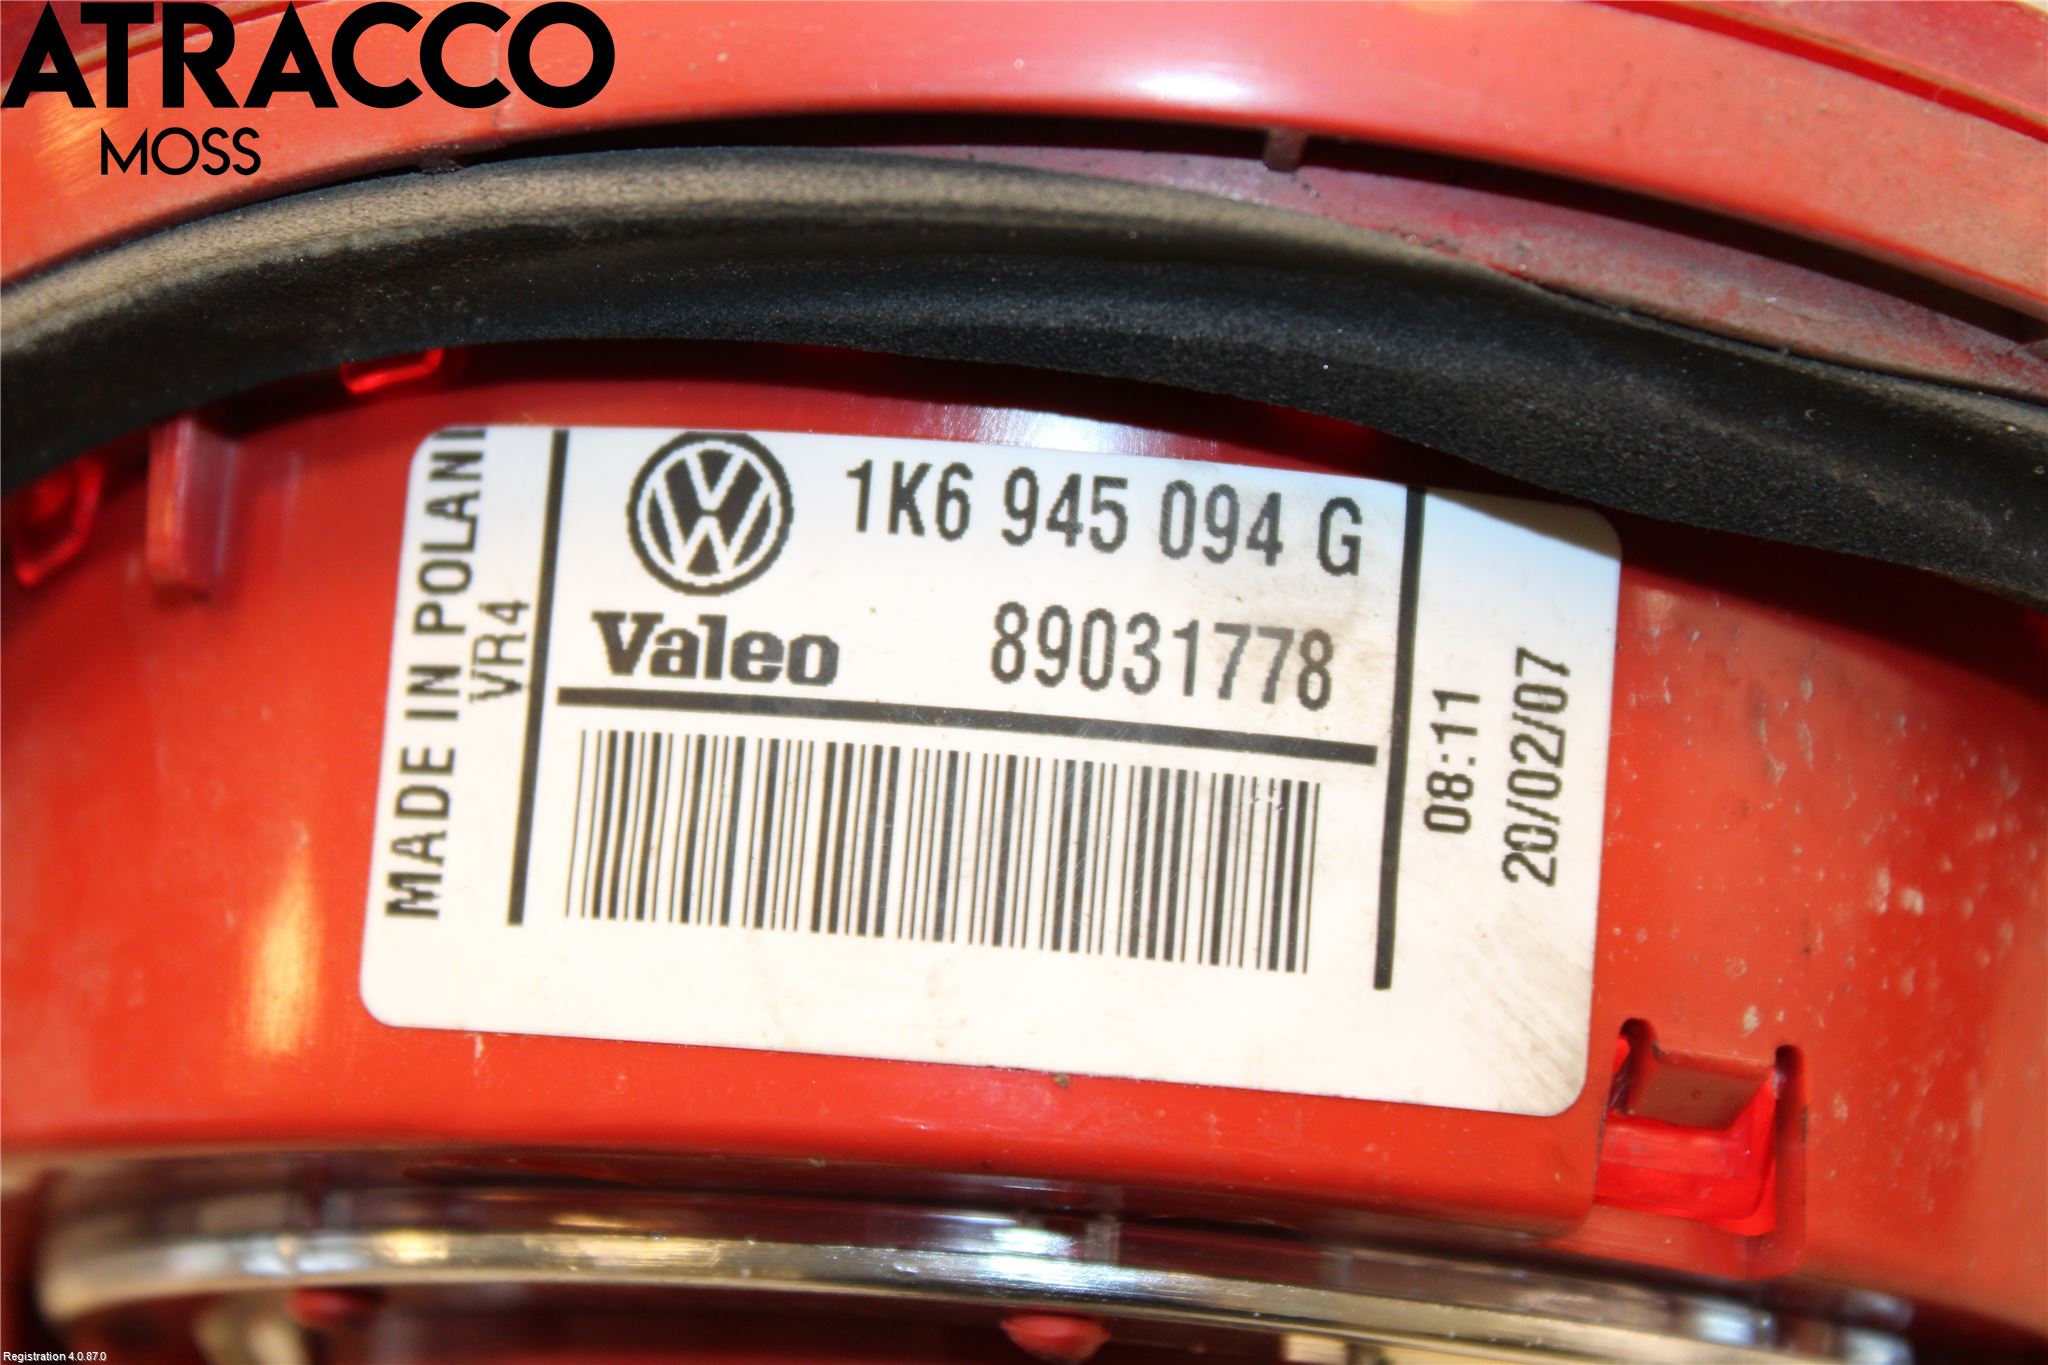 ATRACCO
MOSS
MADE IN POLAN
VR4
1K6 945 094 G
Valeo 89031778
08:11
20/02/07
Registration 4.0.87.0